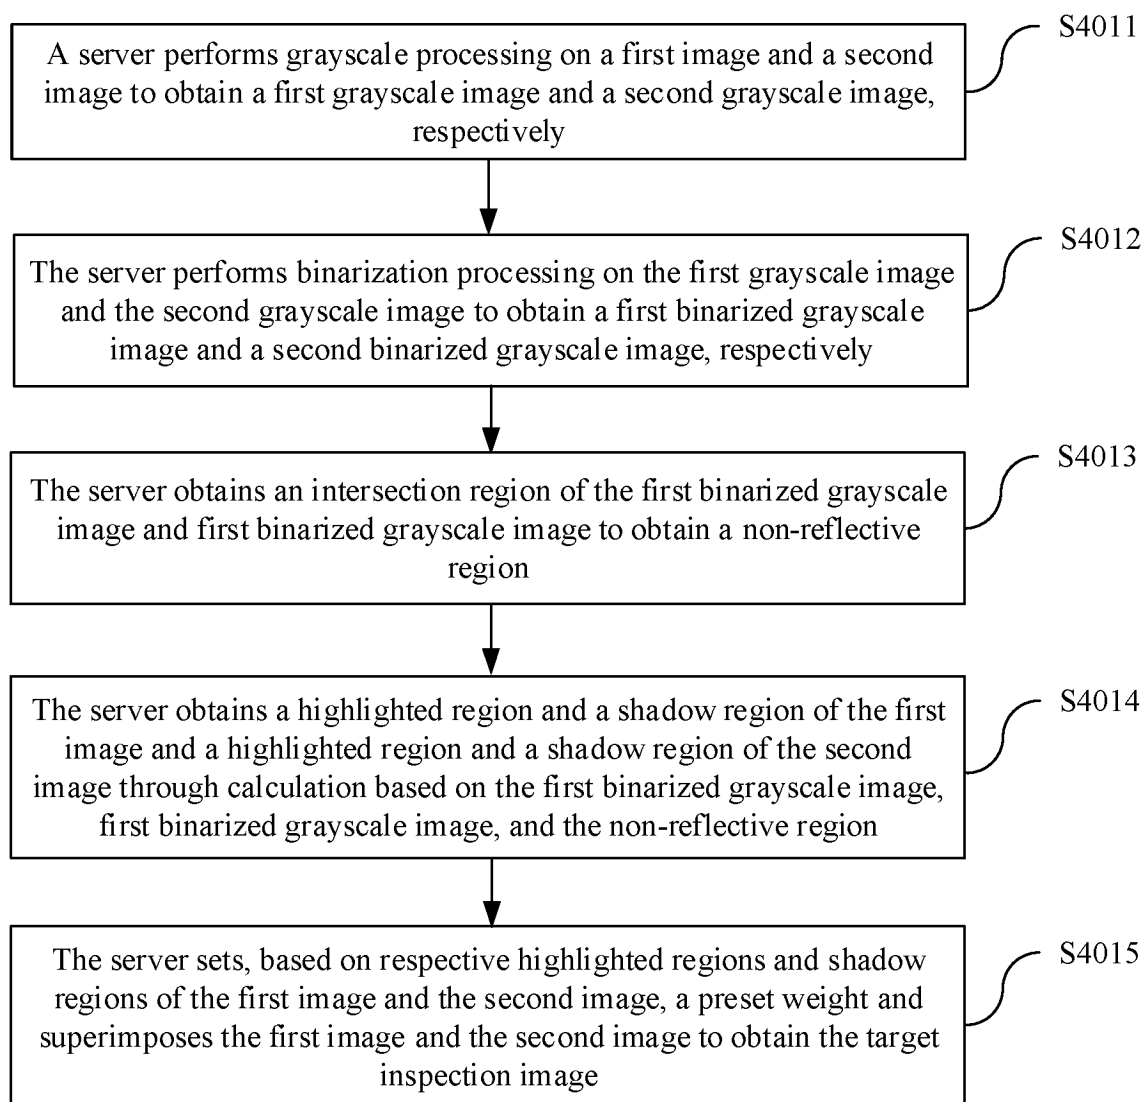 S4011
A server performs grayscale processing on a first image and a second
image to obtain a first grayscale image and a second grayscale image,
respectively
S4012
The server performs binarization processing on the first grayscale image
and the second grayscale image to obtain a first binarized grayscale
image and a second binarized grayscale image, respectively
S4013
The server obtains an intersection region of the first binarized grayscale
image and first binarized grayscale image to obtain a non-reflective
region
S4014
The server obtains a highlighted region and a shadow region of the first
image and a highlighted region and a shadow region of the second
image through calculation based on the first binarized grayscale image,
first binarized grayscale image, and the non-reflective region
S4015
The server sets, based on respective highlighted regions and shadow
regions of the first image and the second image, a preset weight and
superimposes the first image and the second image to obtain the target
inspection image